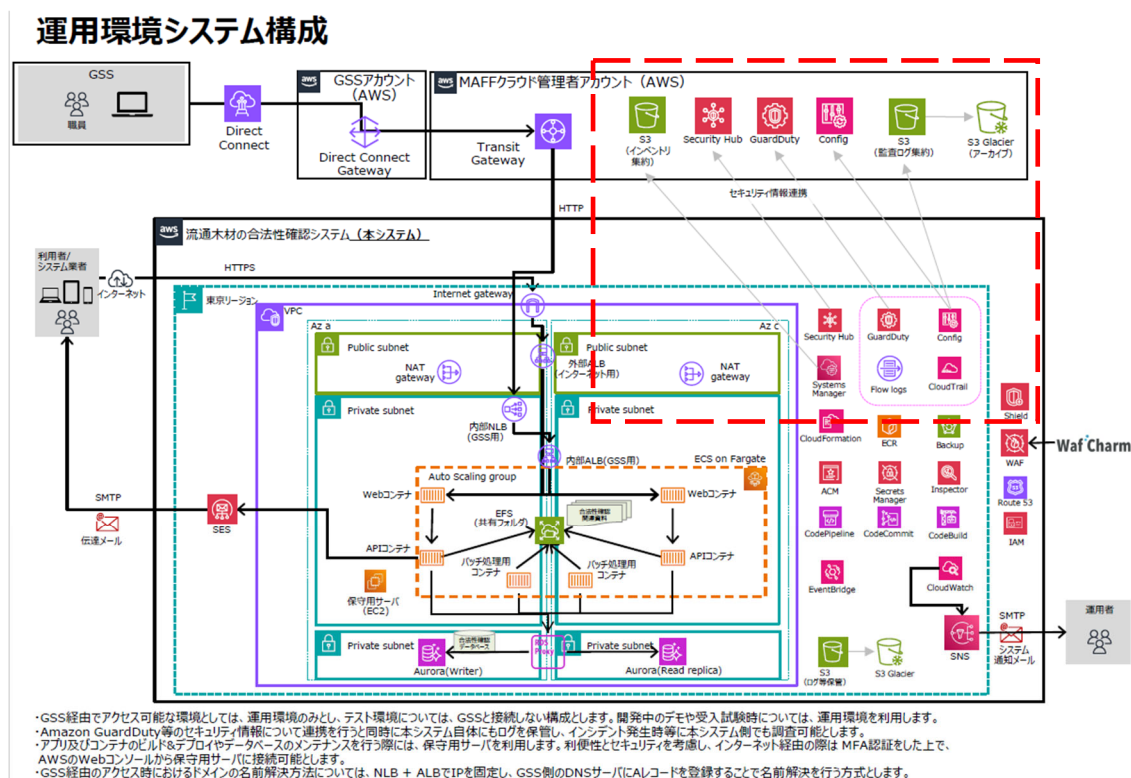 運用環境システム構成
GSS
職員
Direct
Connect
aws
GSSアカウント
(AWS)
Direct Connect
Gateway
aws
MAFFクラウド管理者アカウント(AWS)
Transit
Gateway
S3
(インベントリ
集約)
Security Hub
GuardDuty
Config
S3
(監査ログ集約)
S3 Glacier
(アーカイブ)
セキュリティ情報連携
HTTP
aws
流通木材の合法性確認システム(本システム)
利用者/
システム業者
インターネット
HTTPS
東京リージョン
Internet gateway
VPC
Az a
Az c
Public subnet
NAT
gateway
外部ALB
(インターネット用)
Public subnet
NAT
gateway
Private subnet
内部NLB
(GSS用)
Private subnet
内部ALB(GSS用)
ECS on Fargate
Auto Scaling group
Webコンテナ
Webコンテナ
EFS
(共有フォルダ)
合法性確認
関連資料
APIコンテナ
APIコンテナ
バッチ処理用
コンテナ
バッチ処理用
コンテナ
保守用サーバ
(EC2)
Private subnet
合法性確認
データベース
RDS
Proxy
Private subnet
Aurora(Writer)
Aurora(Read replica)
SMTP
伝達メール
SES
Security Hub
GuardDuty
Config
Systems
Manager
Flow logs
CloudTrail
Shield
CloudFormation
ECR
Backup
WAF
Waf Charm
ACM
Secrets
Manager
Inspector
Route 53
CodePipeline
CodeCommit
CodeBuild
IAM
EventBridge
CloudWatch
SNS
SMTP
システム
通知メール
運用者
S3
(ログ等保管)
S3 Glacier
・GSS経由でアクセス可能な環境としては、運用環境のみとし、テスト環境については、GSSと接続しない構成とします。開発中のデモや受入試験時については、運用環境を利用します。
・Amazon GuardDuty等のセキュリティ情報について連携を行うと同時に本システム自体にもログを保管し、インシデント発生時等に本システム側でも調査可能とします。
・アプリ及びコンテナのビルド&デプロイやデータベースのメンテナンスを行う際には、保守用サーバを利用します。利便性とセキュリティを考慮し、インターネット経由の際は MFA認証をした上で、
AWSのWebコンソールから保守用サーバに接続可能とします。
・GSS経由のアクセス時におけるドメインの名前解決方法については、NLB + ALBでIPを固定し、GSS側のDNSサーバにAレコードを登録することで名前解決を行う方式とします。